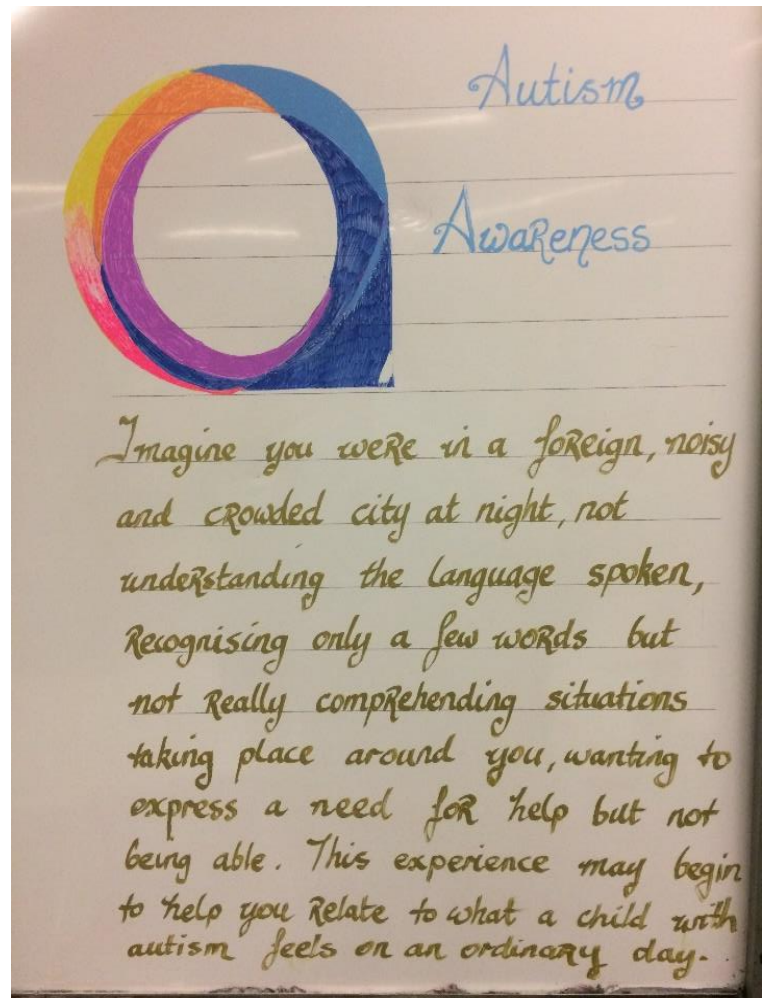 Autism
Awareness
Imagine you were in a foreign, noisy
and crowded city at night, not
understanding the language spoken,
Recognising only a few words but
not Really comprehending situations
taking place around you, wanting to
express a need for help but not
being able. This experience may begin
to help you Relate to what a child with
autism feels on an ordinary day.